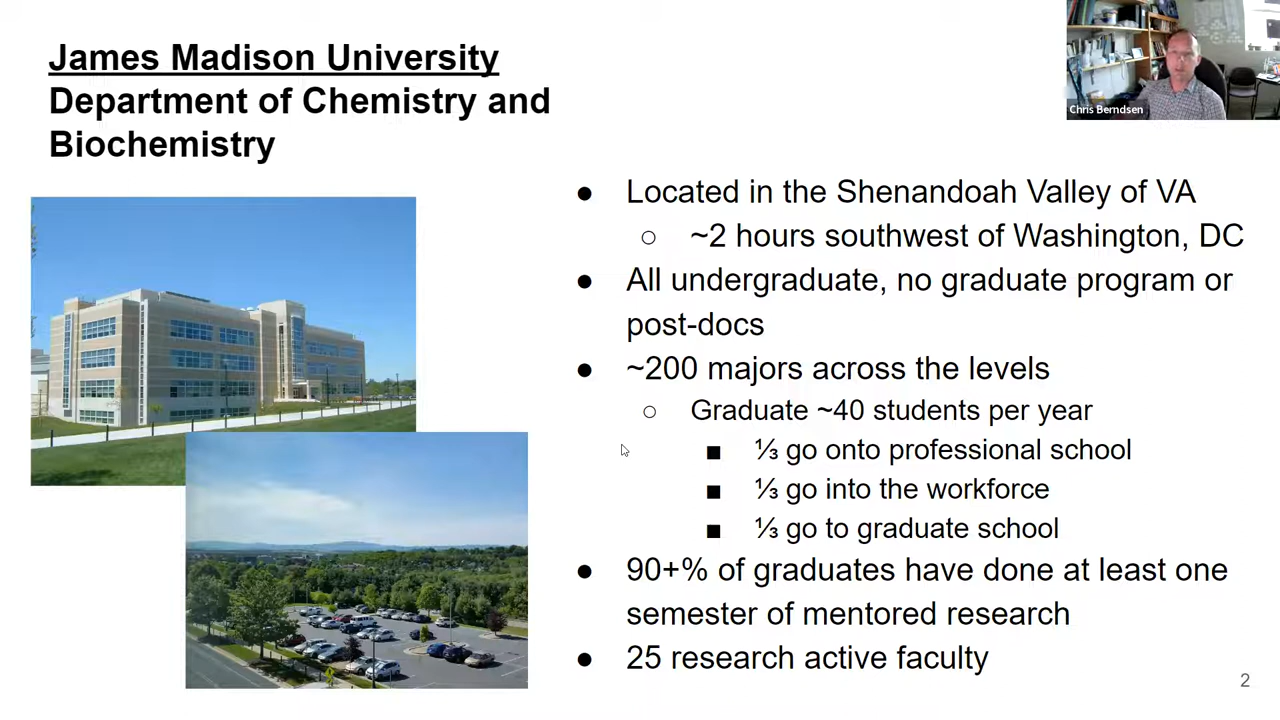 James Madison University
Department of Chemistry and
Biochemistry
Chris Berndsen
● Located in the Shenandoah Valley of VA
○ ~2 hours southwest of Washington, DC
● All undergraduate, no graduate program or
post-docs
● ~200 majors across the levels
○ Graduate ~40 students per year
■ ⅓ go onto professional school
■ ⅓ go into the workforce
■ ⅓ go to graduate school
● 90+% of graduates have done at least one
semester of mentored research
● 25 research active faculty
2